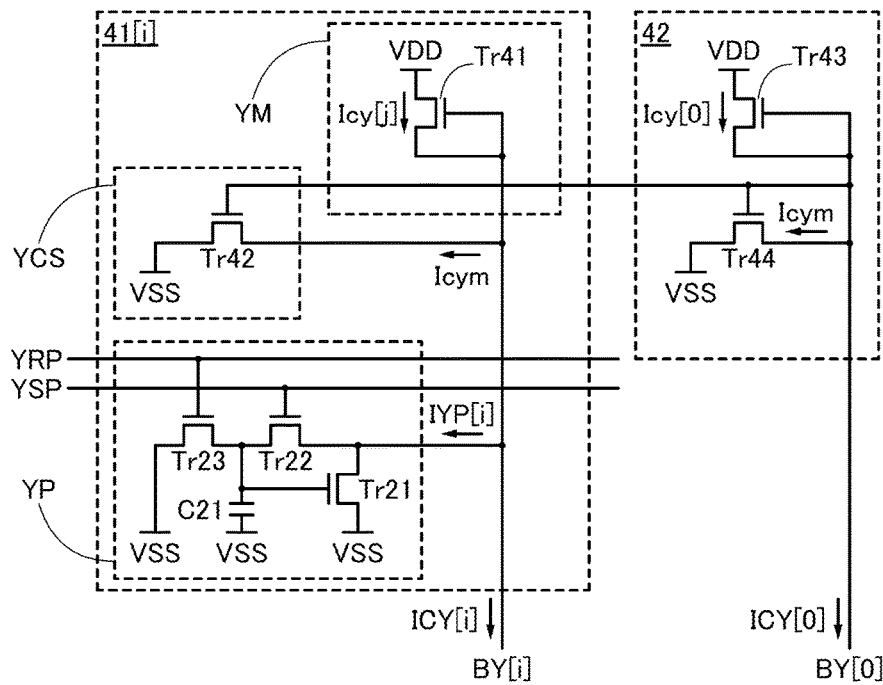 41[i]
42
VDD
Tr41
VDD
Tr43
YM
Icy[j]
Icy[0]
YCS
Tr42
VSS
Icym
Icym
Tr44
VSS
YRP
YSP
IYP[i]
Tr23
Tr22
Tr21
YP
C21
VSS
VSS
VSS
ICY[i]
ICY[0]
BY[i]
BY[0]